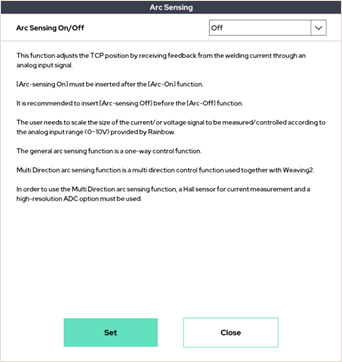 Arc Sensing
Arc Sensing On/Off
Off
This function adjusts the TCP position by receiving feedback from the welding current through an
analog input signal.
[Arc-sensing On] must be inserted after the [Arc-On] function.
It is recommended to insert [Arc-sensing Off] before the [Arc-Off] function.
The user needs to scale the size of the current/or voltage signal to be measured/controlled according to
the analog input range (0~10V) provided by Rainbow.
The general arc sensing function is a one-way control function.
Multi Direction arc sensing function is a multi direction control function used together with Weaving2.
In order to use the Multi Direction arc sensing function, a Hall sensor for current measurement and a
high-resolution ADC option must be used.
Set
Close